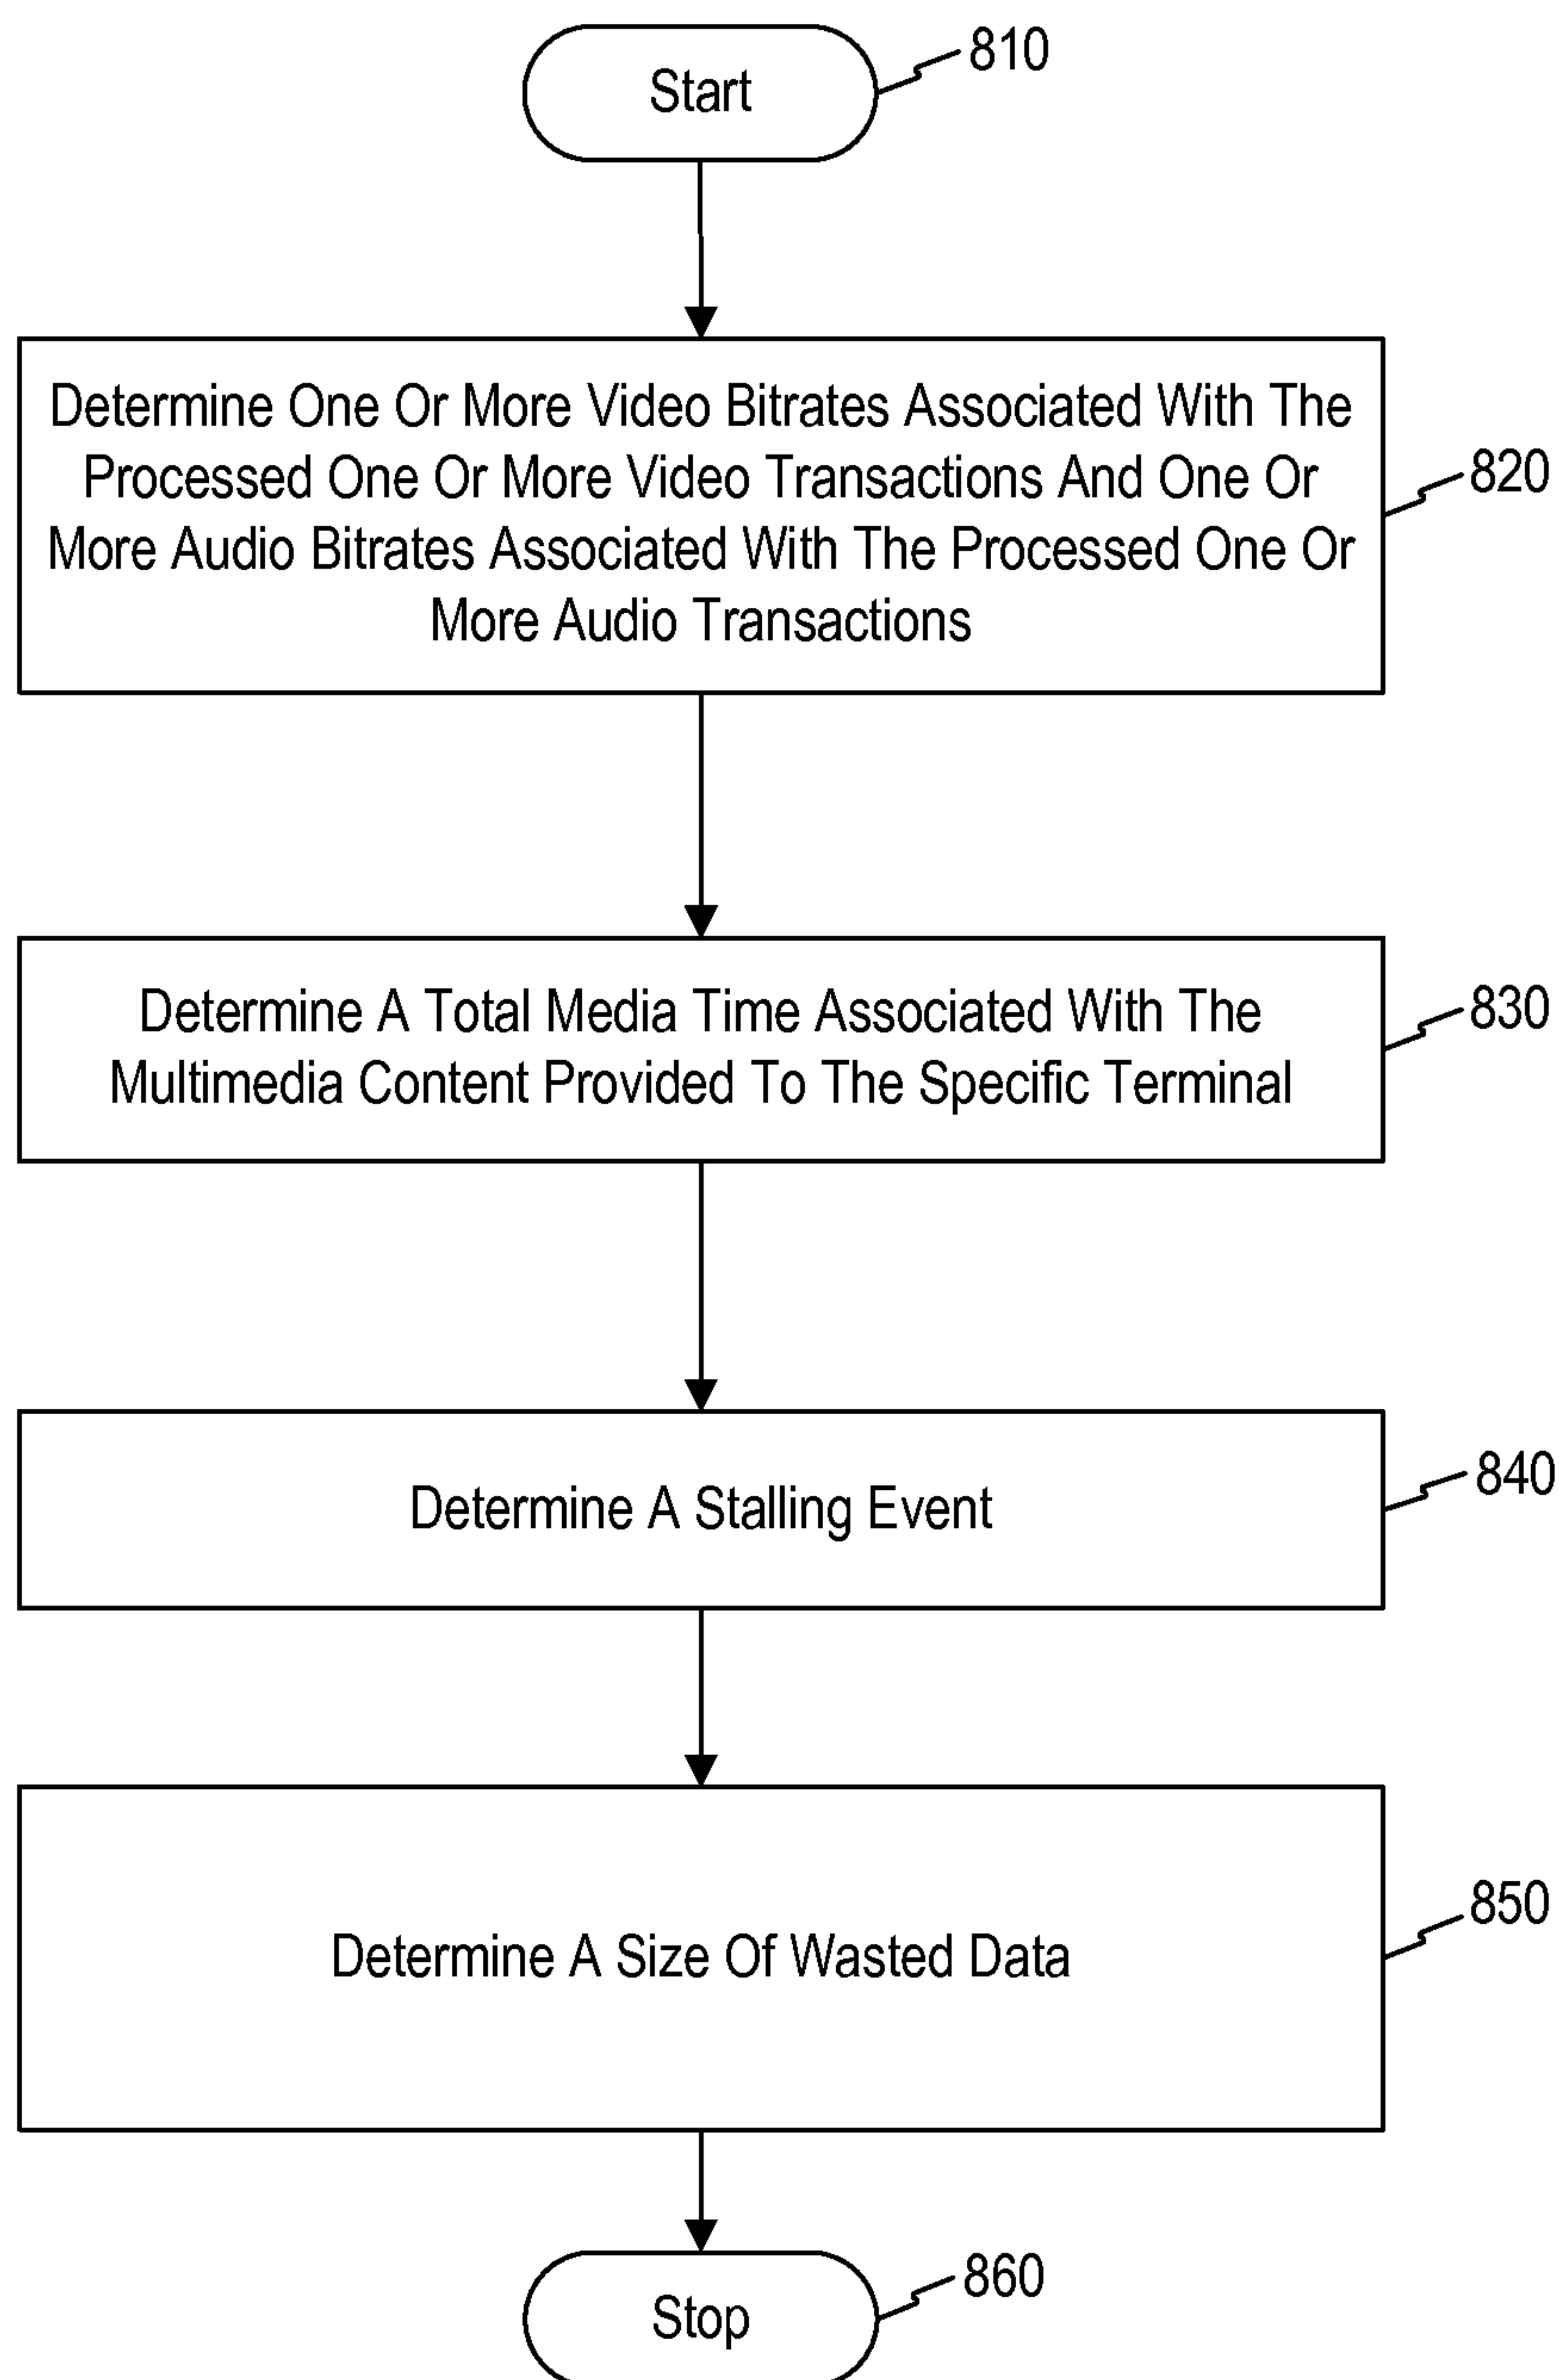 Start
810
Determine One Or More Video Bitrates Associated With The
Processed One Or More Video Transactions And One Or
More Audio Bitrates Associated With The Processed One Or
More Audio Transactions
820
Determine A Total Media Time Associated With The
Multimedia Content Provided To The Specific Terminal
830
Determine A Stalling Event
840
Determine A Size Of Wasted Data
850
Stop
860